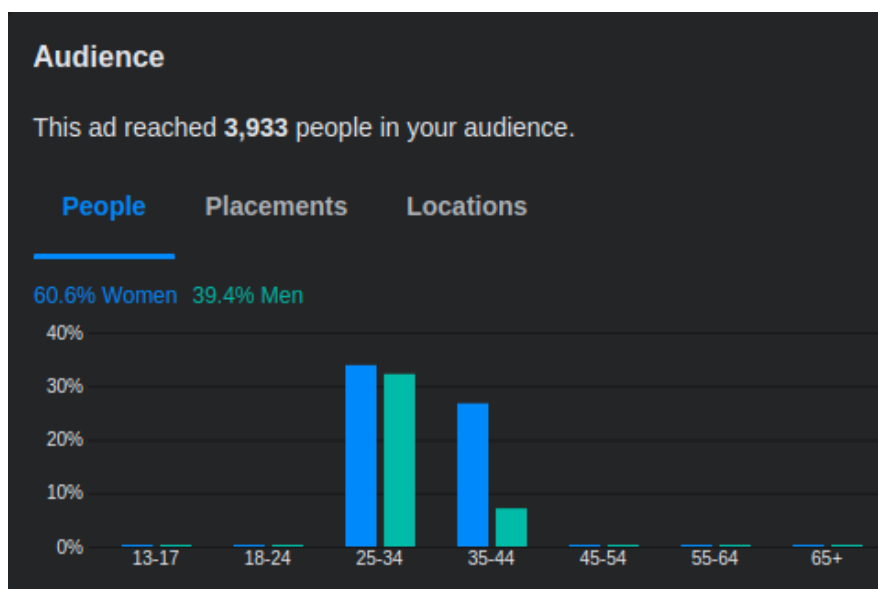 Audience
This ad reached 3,933 people in your audience.
People Placements Locations
60.6% Women 39.4% Men
40%
30%
20%
10%
0%
13-17 18-24 25-34 35-44 45-54 55-64 65+